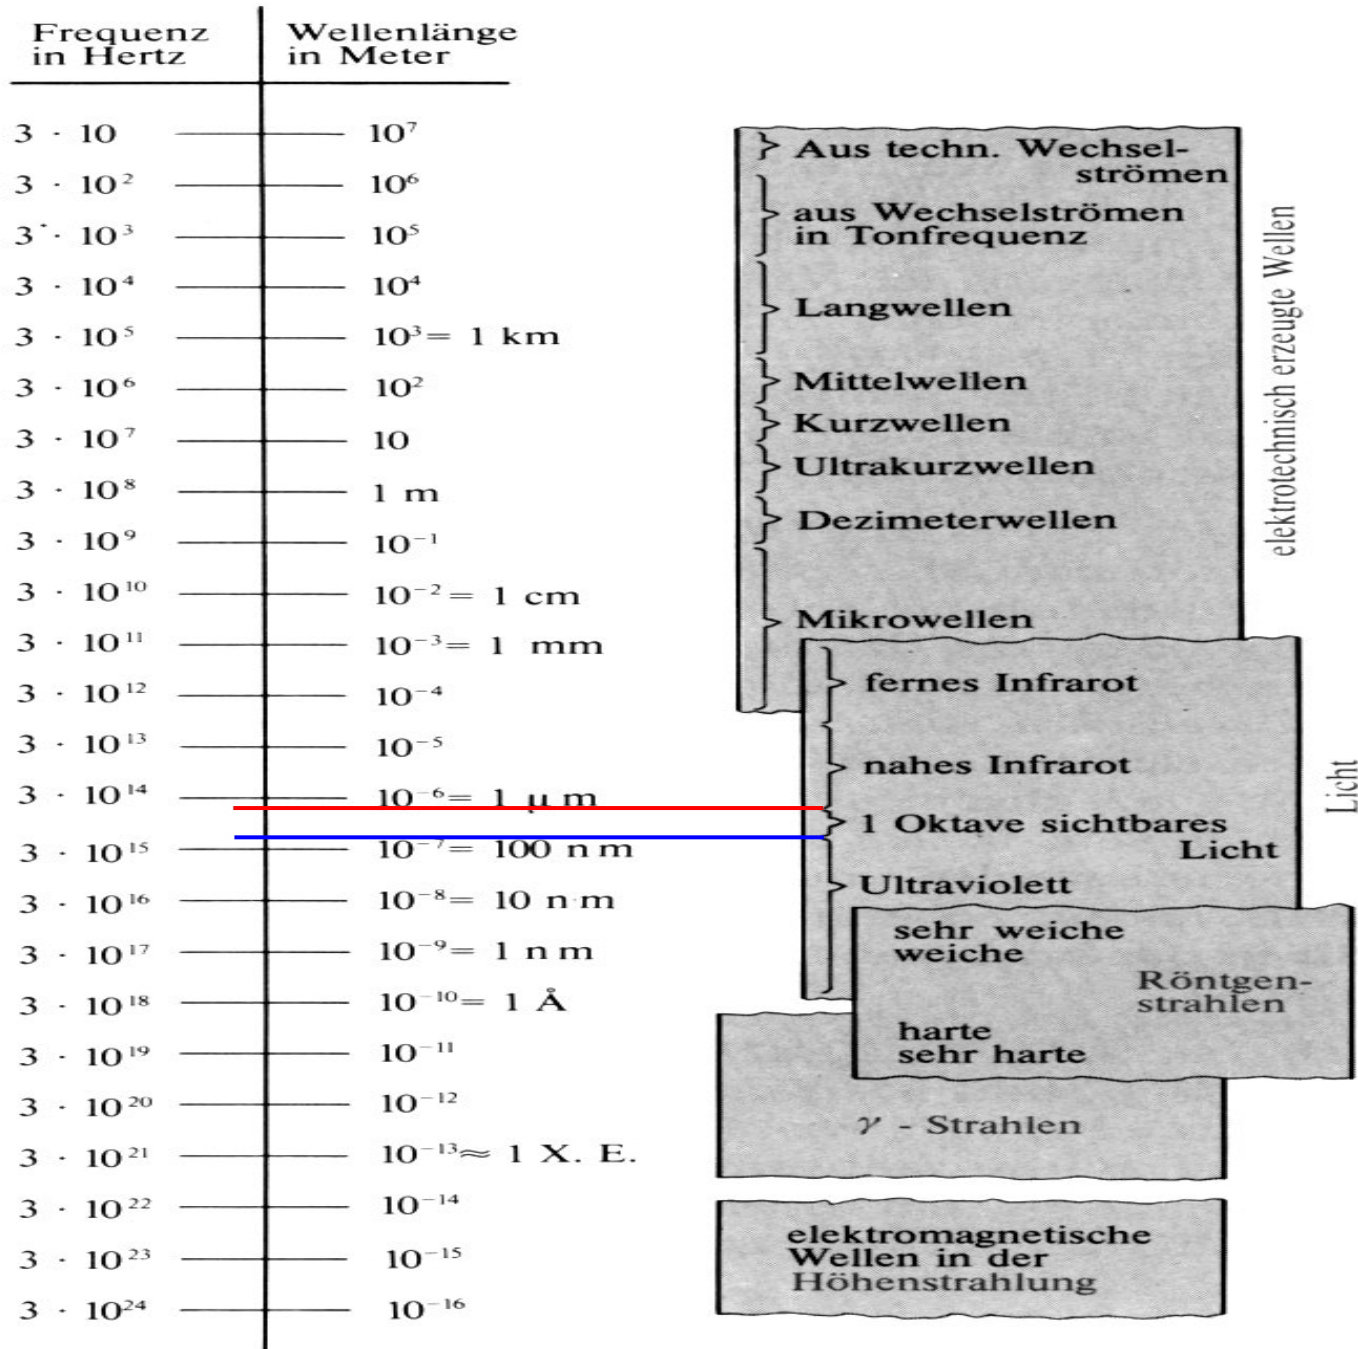 Frequenz
in Hertz
Wellenlänge
in Meter
3 · 10 10⁷
3 · 10² 10⁶
3 · 10³ 10⁵
3 · 10⁴ 10⁴
3 · 10⁵ 10³= 1 km
3 · 10⁶ 10²
3 · 10⁷ 10
3 · 10⁸ 1 m
3 · 10⁹ 10⁻¹
3 · 10¹⁰ 10⁻²= 1 cm
3 · 10¹¹ 10⁻³= 1 mm
3 · 10¹² 10⁻⁴
3 · 10¹³ 10⁻⁵
3 · 10¹⁴ 10⁻⁶= 1 μm
3 · 10¹⁵ 10⁻⁷= 100 nm
3 · 10¹⁶ 10⁻⁸= 10 nm
3 · 10¹⁷ 10⁻⁹= 1 nm
3 · 10¹⁸ 10⁻¹⁰= 1 Å
3 · 10¹⁹ 10⁻¹¹
3 · 10²⁰ 10⁻¹²
3 · 10²¹ 10⁻¹³≈ 1 X. E.
3 · 10²² 10⁻¹⁴
3 · 10²³ 10⁻¹⁵
3 · 10²⁴ 10⁻¹⁶
Aus techn. Wechsel-
strömen
aus Wechselströmen
in Tonfrequenz
Langwellen
Mittelwellen
Kurzwellen
Ultrakurzwellen
Dezimeterwellen
Mikrowellen
elektrotechnisch erzeugte Wellen
fernes Infrarot
nahes Infrarot
1 Oktave sichtbares
Licht
Ultraviolett
Licht
sehr weiche
weiche
Röntgen-
strahlen
harte
sehr harte
γ - Strahlen
elektromagnetische
Wellen in der
Höhenstrahlung